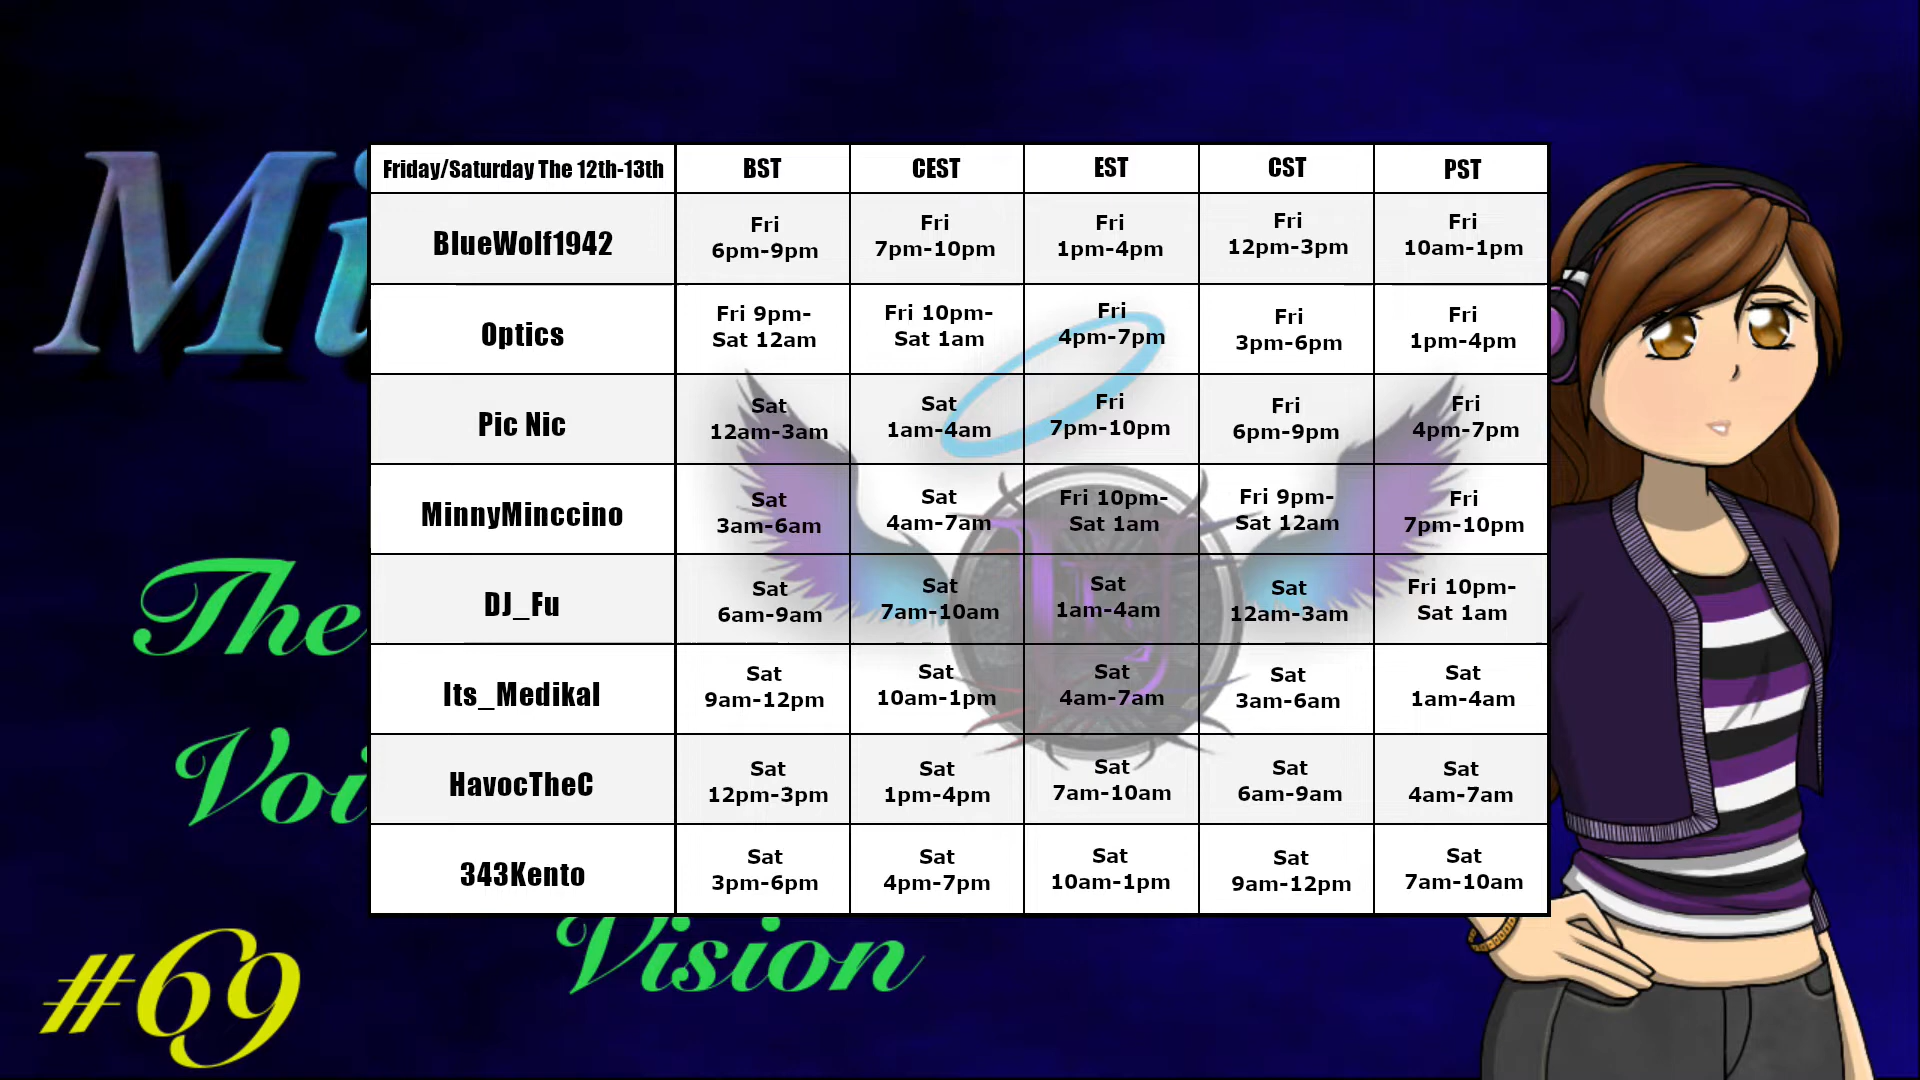 Mi
Friday/Saturday The 12th-13th BST CEST EST CST PST
BlueWolf1942
Fri
6pm-9pm
Fri
7pm-10pm
Fri
1pm-4pm
Fri
12pm-3pm
Fri
10am-1pm
Optics
Fri 9pm-
Sat 12am
Fri 10pm-
Sat 1am
Fri
4pm-7pm
Fri
3pm-6pm
Fri
1pm-4pm
Pic Nic
Sat
12am-3am
Sat
1am-4am
Fri
7pm-10pm
Fri
6pm-9pm
Fri
4pm-7pm
MinnyMinccino
Sat
3am-6am
Sat
4am-7am
Fri 10pm-
Sat 1am
Fri 9pm-
Sat 12am
Fri
7pm-10pm
DJ_Fu
Sat
6am-9am
Sat
7am-10am
Sat
1am-4am
Sat
12am-3am
Fri 10pm-
Sat 1am
Its_Medikal
Sat
9am-12pm
Sat
10am-1pm
Sat
4am-7am
Sat
3am-6am
Sat
1am-4am
HavocTheC
Sat
12pm-3pm
Sat
1pm-4pm
Sat
7am-10am
Sat
6am-9am
Sat
4am-7am
343Kento
Sat
3pm-6pm
Sat
4pm-7pm
Sat
10am-1pm
Sat
9am-12pm
Sat
7am-10am
The
Voi
Vision
#69